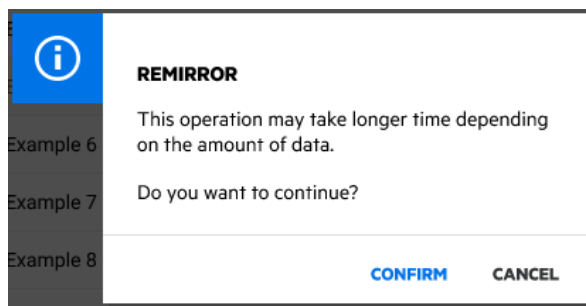 REMIRROR
This operation may take longer time depending
on the amount of data.
Do you want to continue?
Example 6
Example 7
Example 8
CONFIRM CANCEL